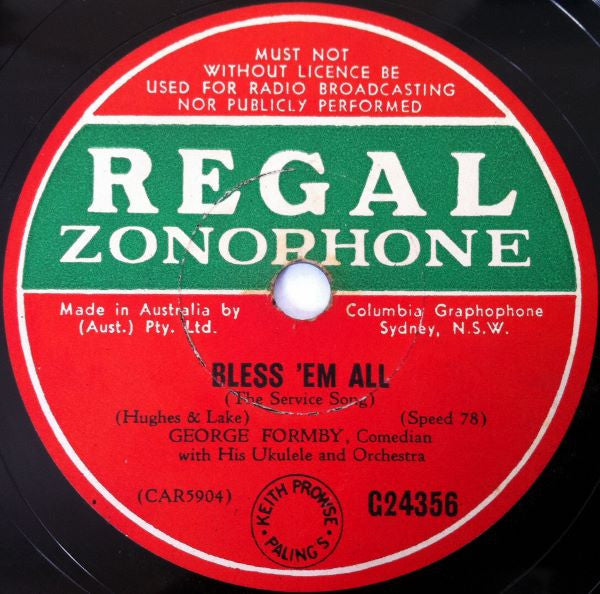 MUST NOT
WITHOUT LICENCE BE
USED FOR RADIO BROADCASTING
NOR PUBLICLY PERFORMED
REGAL
ZONOPHONE
Made in Australia by Columbia Graphophone
(Aust.) Pty. Ltd. Sydney, N.S.W.
BLESS 'EM ALL
(The Service Song)
(Hughes & Lake) (Speed 78)
GEORGE FORMBY, Comedian
with His Ukulele and Orchestra
(CAR5904) G24356
KEITH PROWSE
PALING'S